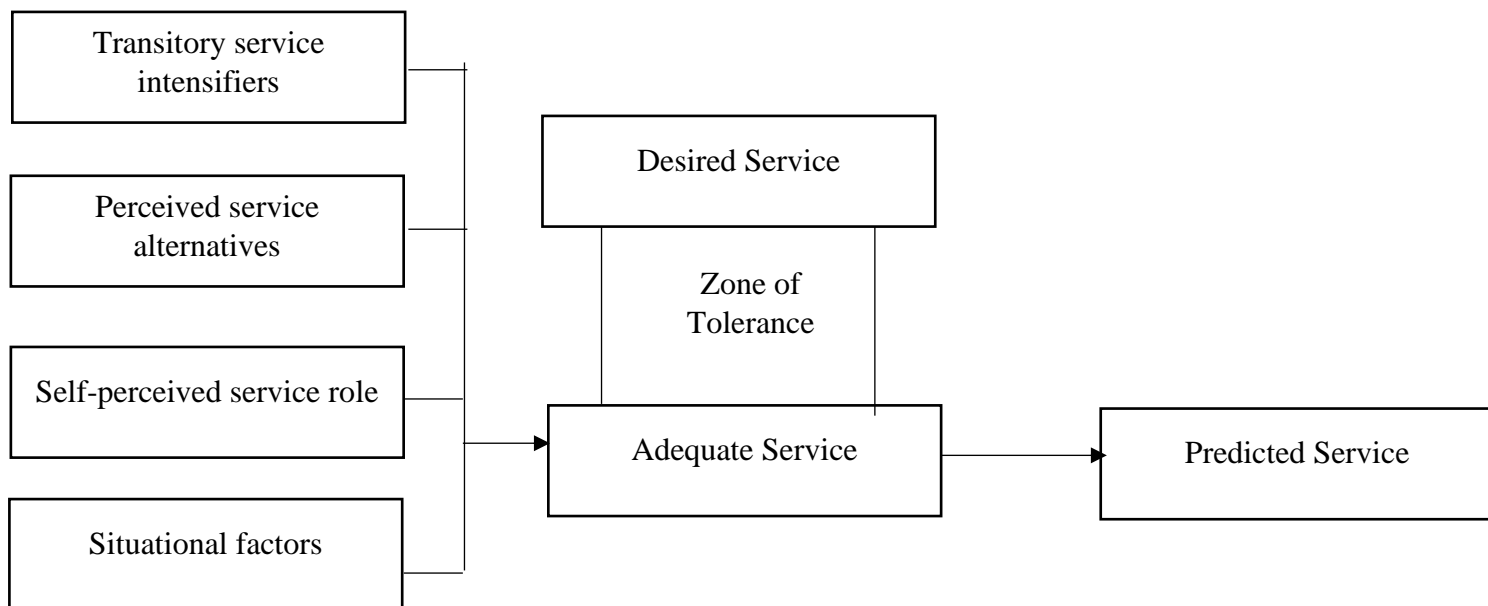 Transitory service
intensifiers
Perceived service
alternatives
Self-perceived service role
Situational factors
Desired Service
Zone of
Tolerance
Adequate Service
Predicted Service